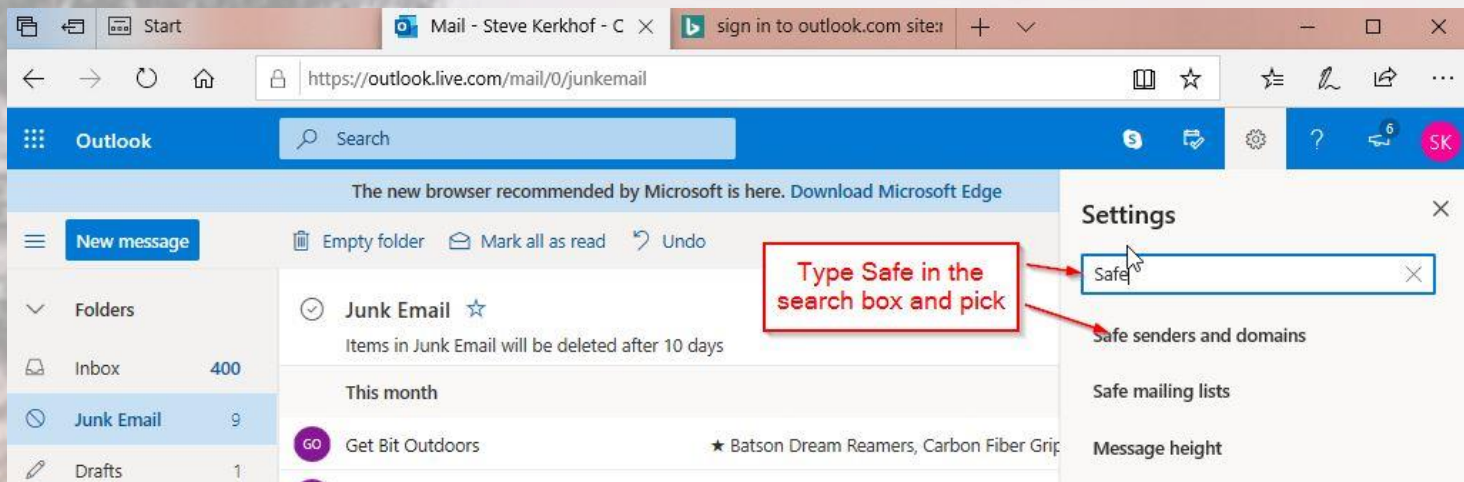 Start
Mail - Steve Kerkhof - C
sign in to outlook.com site:r
https://outlook.live.com/mail/0/junkemail
Outlook
Search
6
SK
The new browser recommended by Microsoft is here. Download Microsoft Edge
Settings
New message
Empty folder
Mark all as read
Undo
Type Safe in the
search box and pick
Safe
Folders
Junk Email
Items in Junk Email will be deleted after 10 days
Safe senders and domains
Inbox 400
This month
Safe mailing lists
Junk Email 9
GO
Get Bit Outdoors
★ Batson Dream Reamers, Carbon Fiber Grip
Message height
Drafts 1